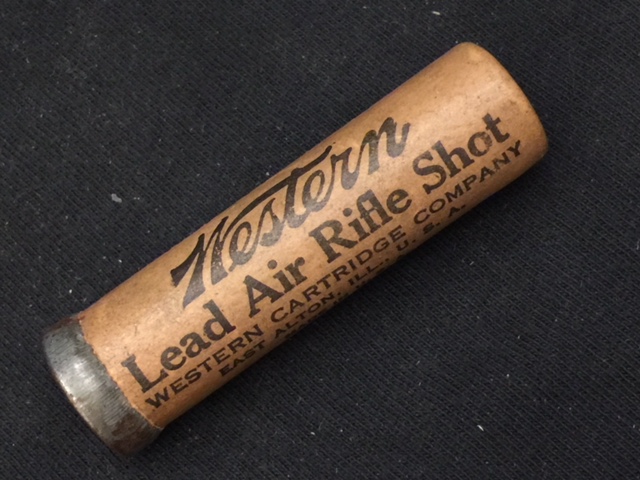 Western
Lead Air Rifle Shot
WESTERN CARTRIDGE COMPANY
EAST ALTON, ILL., U. S. A.